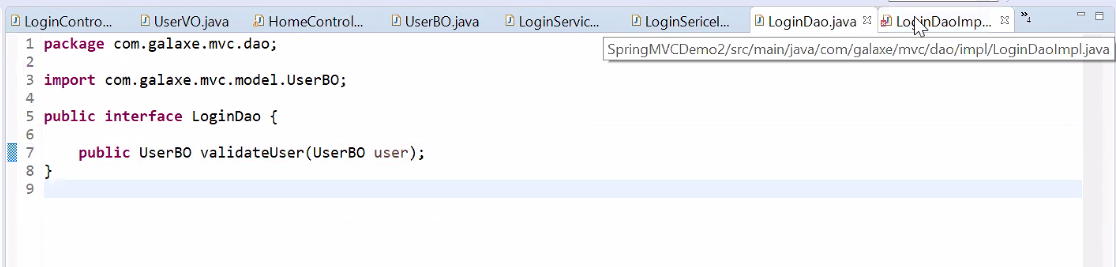 LoginContro... UserVO.java HomeControl... UserBO.java LoginServic... LoginSericeI... LoginDao.java LoginDaoImp... »4
SpringMVCDemo2/src/main/java/com/galaxe/mvc/dao/impl/LoginDaoImpl.java
1 package com.galaxe.mvc.dao;
2
3 import com.galaxe.mvc.model.UserBO;
4
5 public interface LoginDao {
6
7     public UserBO validateUser(UserBO user);
8 }
9